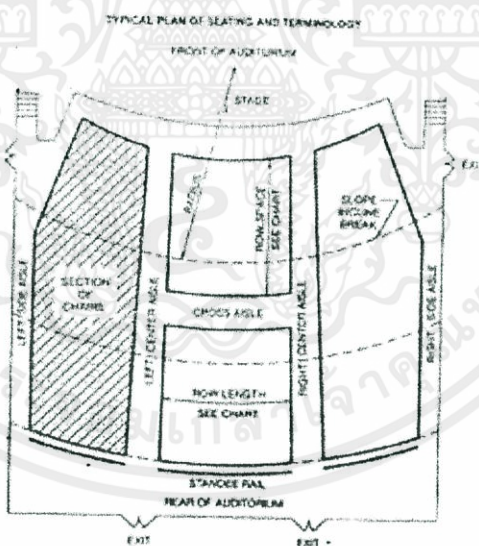 TYPICAL PLAN OF SEATING AND TERMINOLOGY
FRONT OF AUDITORIUM
STAGE
EXIT
RADIUS
ROW SPACE
SEE CHART
SLOPE
INCLINE
BREAK
SECTION
OF
CHAIRS
LEFT SIDE AISLE
LEFT CENTER AISLE
CROSS AISLE
RIGHT CENTER AISLE
RIGHT SIDE AISLE
ROW LENGTH
SEE CHART
STANDEE RAIL
REAR OF AUDITORIUM
EXIT
EXIT